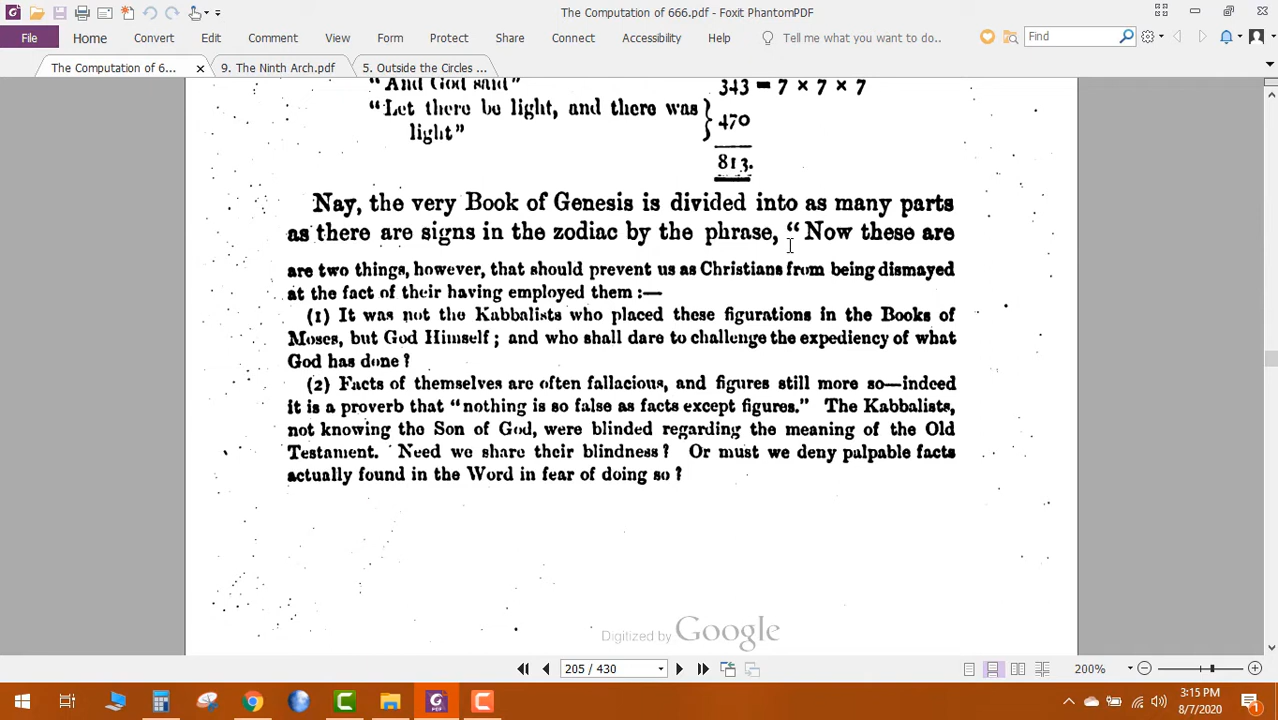 The Computation of 666.pdf - Foxit PhantomPDF
File Home Convert Edit Comment View Form Protect Share Connect Accessibility Help Tell me what you want to do.. Find
The Computation of 6... 9. The Ninth Arch.pdf 5. Outside the Circles ...
"And God said" 343 = 7 × 7 × 7
"Let there be light, and there was
light" } 470
813.
Nay, the very Book of Genesis is divided into as many parts
as there are signs in the zodiac by the phrase, "Now these are
are two things, however, that should prevent us as Christians from being dismayed
at the fact of their having employed them :—
(1) It was not the Kabbalists who placed these figurations in the Books of
Moses, but God Himself ; and who shall dare to challenge the expediency of what
God has done ?
(2) Facts of themselves are often fallacious, and figures still more so—indeed
it is a proverb that "nothing is so false as facts except figures." The Kabbalists,
not knowing the Son of God, were blinded regarding the meaning of the Old
Testament. Need we share their blindness ? Or must we deny palpable facts
actually found in the Word in fear of doing so ?
Digitized by Google
205 / 430 200%
3:15 PM
8/7/2020